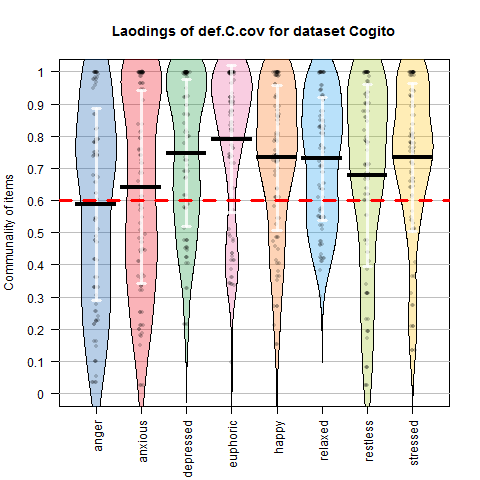 Laodings of def.C.cov for dataset Cogito
Communality of items
1
0.9
0.8
0.7
0.6
0.5
0.4
0.3
0.2
0.1
0
anger
anxious
depressed
euphoric
happy
relaxed
restless
stressed